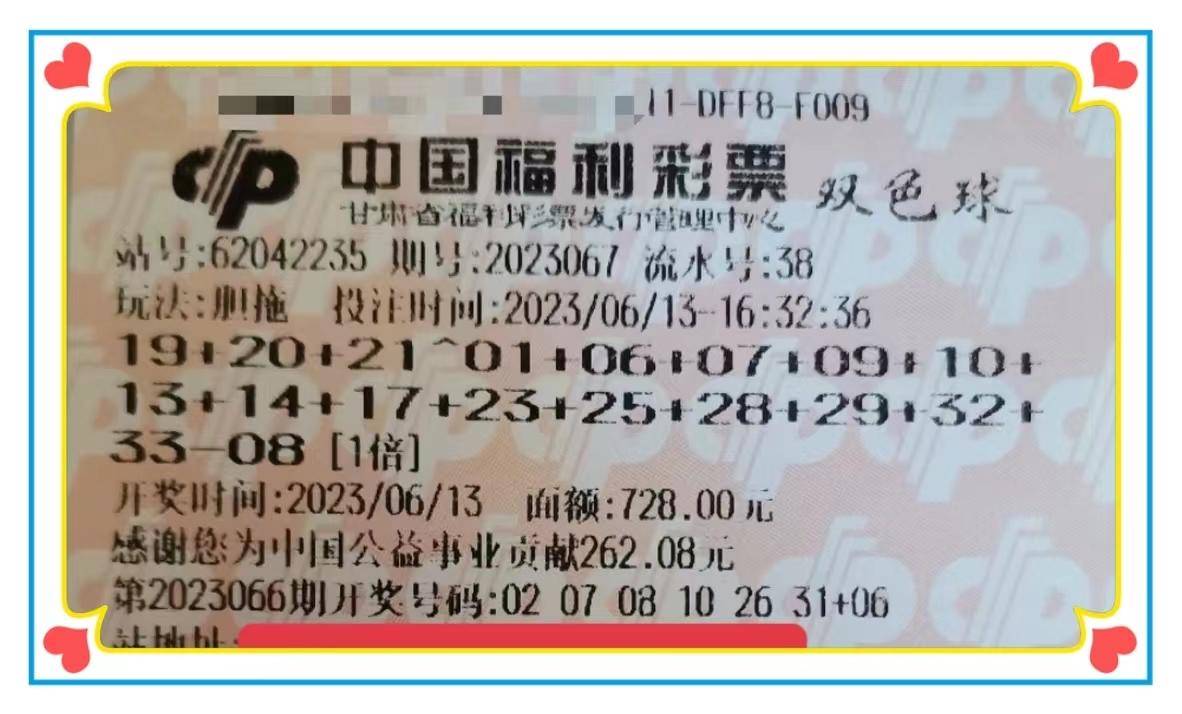 11-DFF8-F009
中国福利彩票 双色球
甘肃省福利彩票发行管理中心
站号:62042235 期号:2023067 流水号:38
玩法:胆拖 投注时间:2023/06/13-16:32:36
19+20+21^01+06+07+09+10+
13+14+17+23+25+28+29+32+
33-08 [1倍]
开奖时间:2023/06/13 面额:728.00元
感谢您为中国公益事业贡献262.08元
第2023066期开奖号码:02 07 08 10 26 31+06
站地址: